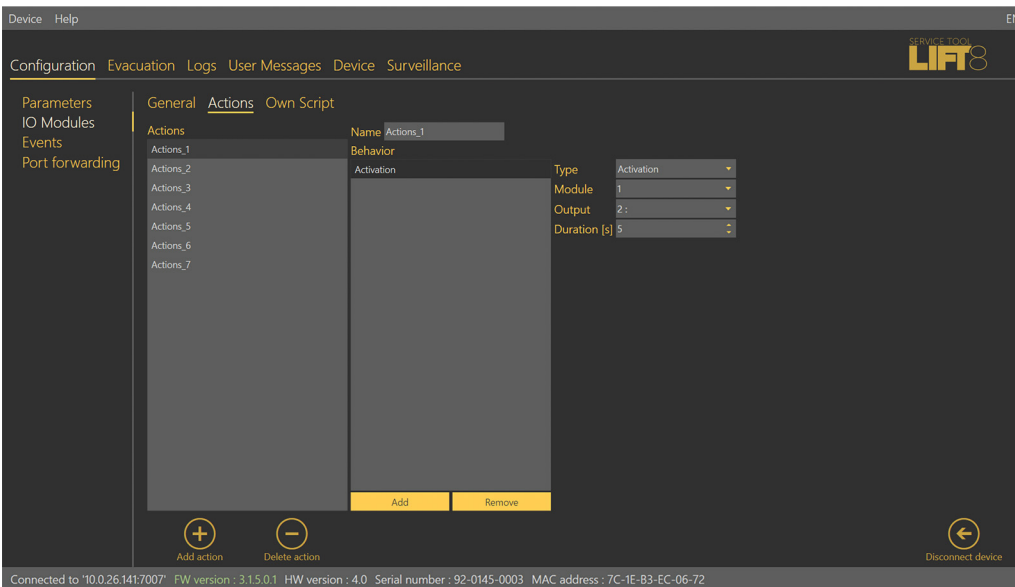 Device Help
EN
SERVICE TOOL
LIFT8
Configuration Evacuation Logs User Messages Device Surveillance
Parameters
IO Modules
Events
Port forwarding
General Actions Own Script
Actions
Actions_1
Actions_2
Actions_3
Actions_4
Actions_5
Actions_6
Actions_7
Name Actions_1
Behavior
Activation
Type Activation
Module 1
Output 2 :
Duration [s] 5
Add Remove
Add action Delete action
Disconnect device
Connected to '10.0.26.141:7007' FW version : 3.1.5.0.1 HW version : 4.0 Serial number : 92-0145-0003 MAC address : 7C-1E-B3-EC-06-72